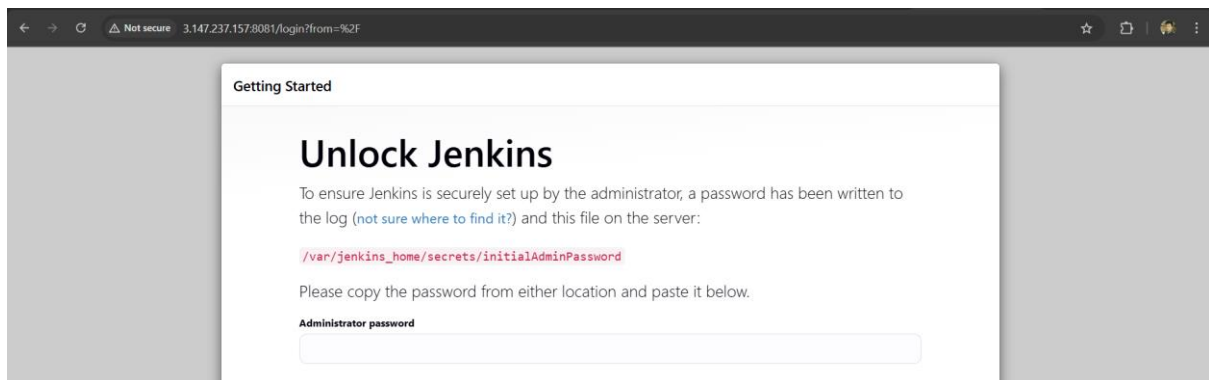 Not secure 3.147.237.157:8081/login?from=%2F
Getting Started
Unlock Jenkins
To ensure Jenkins is securely set up by the administrator, a password has been written to
the log (not sure where to find it?) and this file on the server:
/var/jenkins_home/secrets/initialAdminPassword
Please copy the password from either location and paste it below.
Administrator password